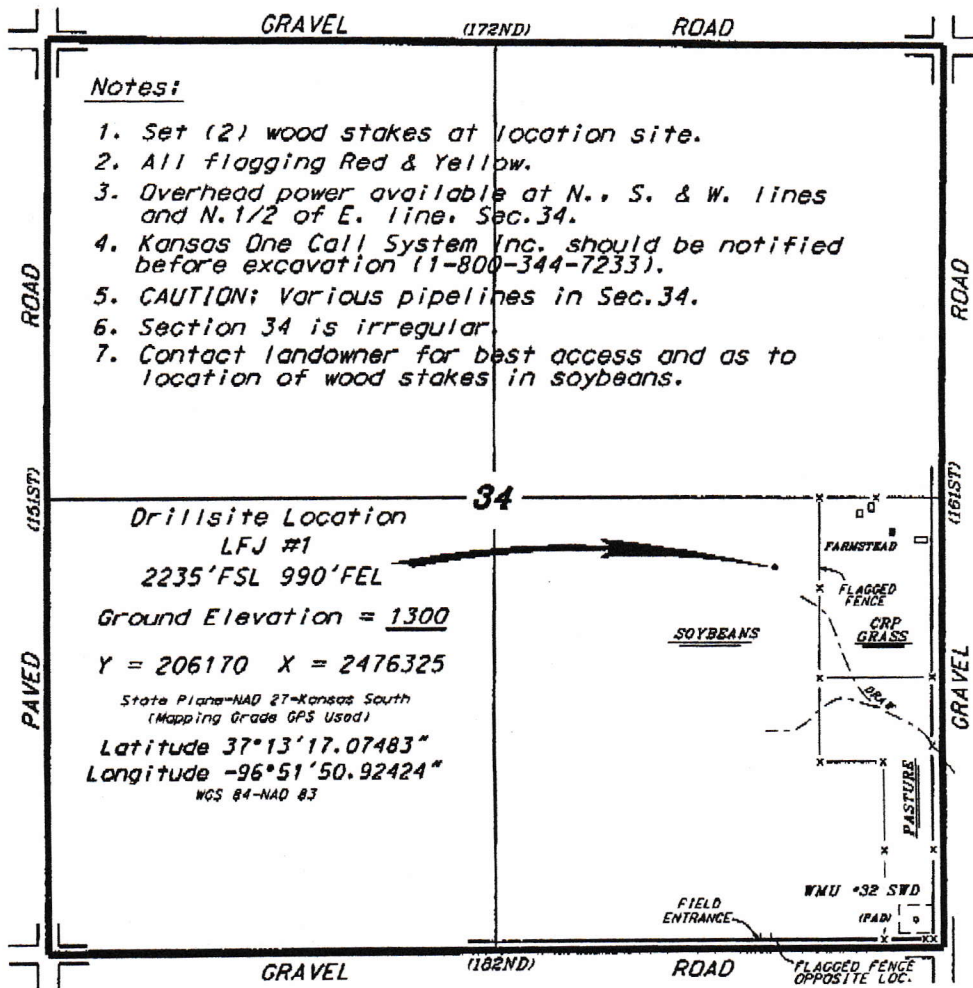 GRAVEL (172ND) ROAD
Notes:
1. Set (2) wood stakes at location site.
2. All flagging Red & Yellow.
3. Overhead power available at N., S. & W. lines
and N.1/2 of E. line. Sec.34.
4. Kansas One Call System Inc. should be notified
before excavation (1-800-344-7233).
5. CAUTION: Various pipelines in Sec.34.
6. Section 34 is irregular.
7. Contact landowner for best access and as to
location of wood stakes in soybeans.
ROAD
(151ST)
PAVED
ROAD
(161ST)
GRAVEL
34
Drillsite Location
LFJ #1
2235'FSL 990'FEL
Ground Elevation = 1300
Y = 206170 X = 2476325
State Plane-NAD 27-Kansas South
(Mapping Grade GPS Used)
Latitude 37°13'17.07483"
Longitude -96°51'50.92424"
WGS 84-NAD 83
FARMSTEAD
FLAGGED
FENCE
SOYBEANS
CRP
GRASS
DRAW
PASTURE
WMU #32 SWD
(PAD)
FIELD
ENTRANCE
FLAGGED FENCE
OPPOSITE LOC.
GRAVEL (182ND) ROAD